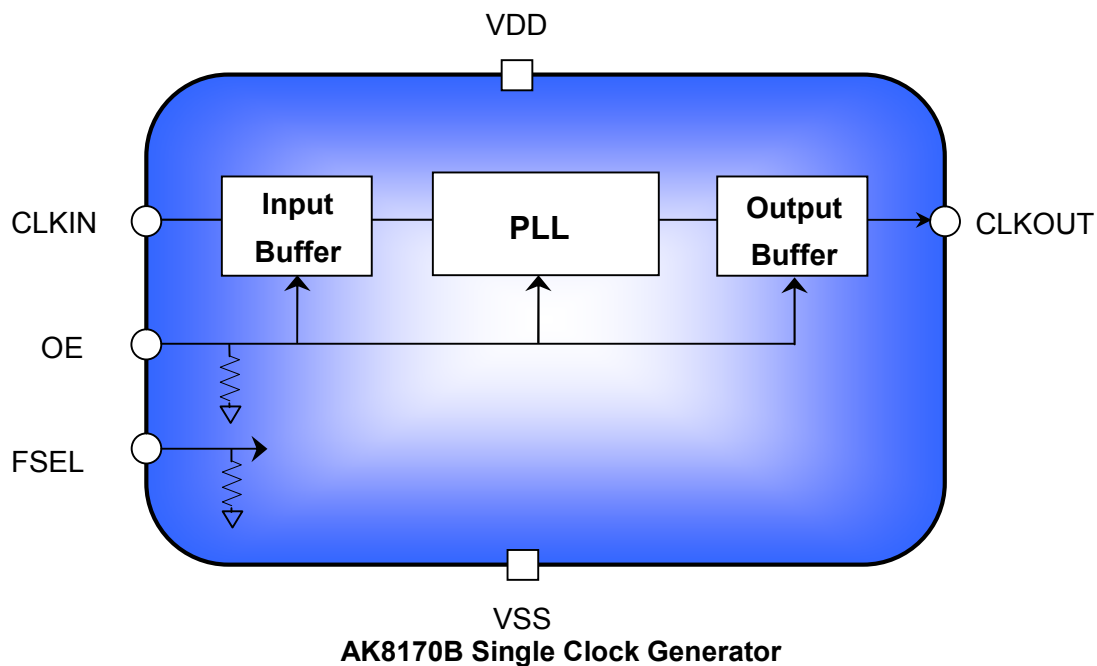 VDD
Input
Buffer
PLL
Output
Buffer
CLKIN
CLKOUT
OE
FSEL
VSS
AK8170B Single Clock Generator